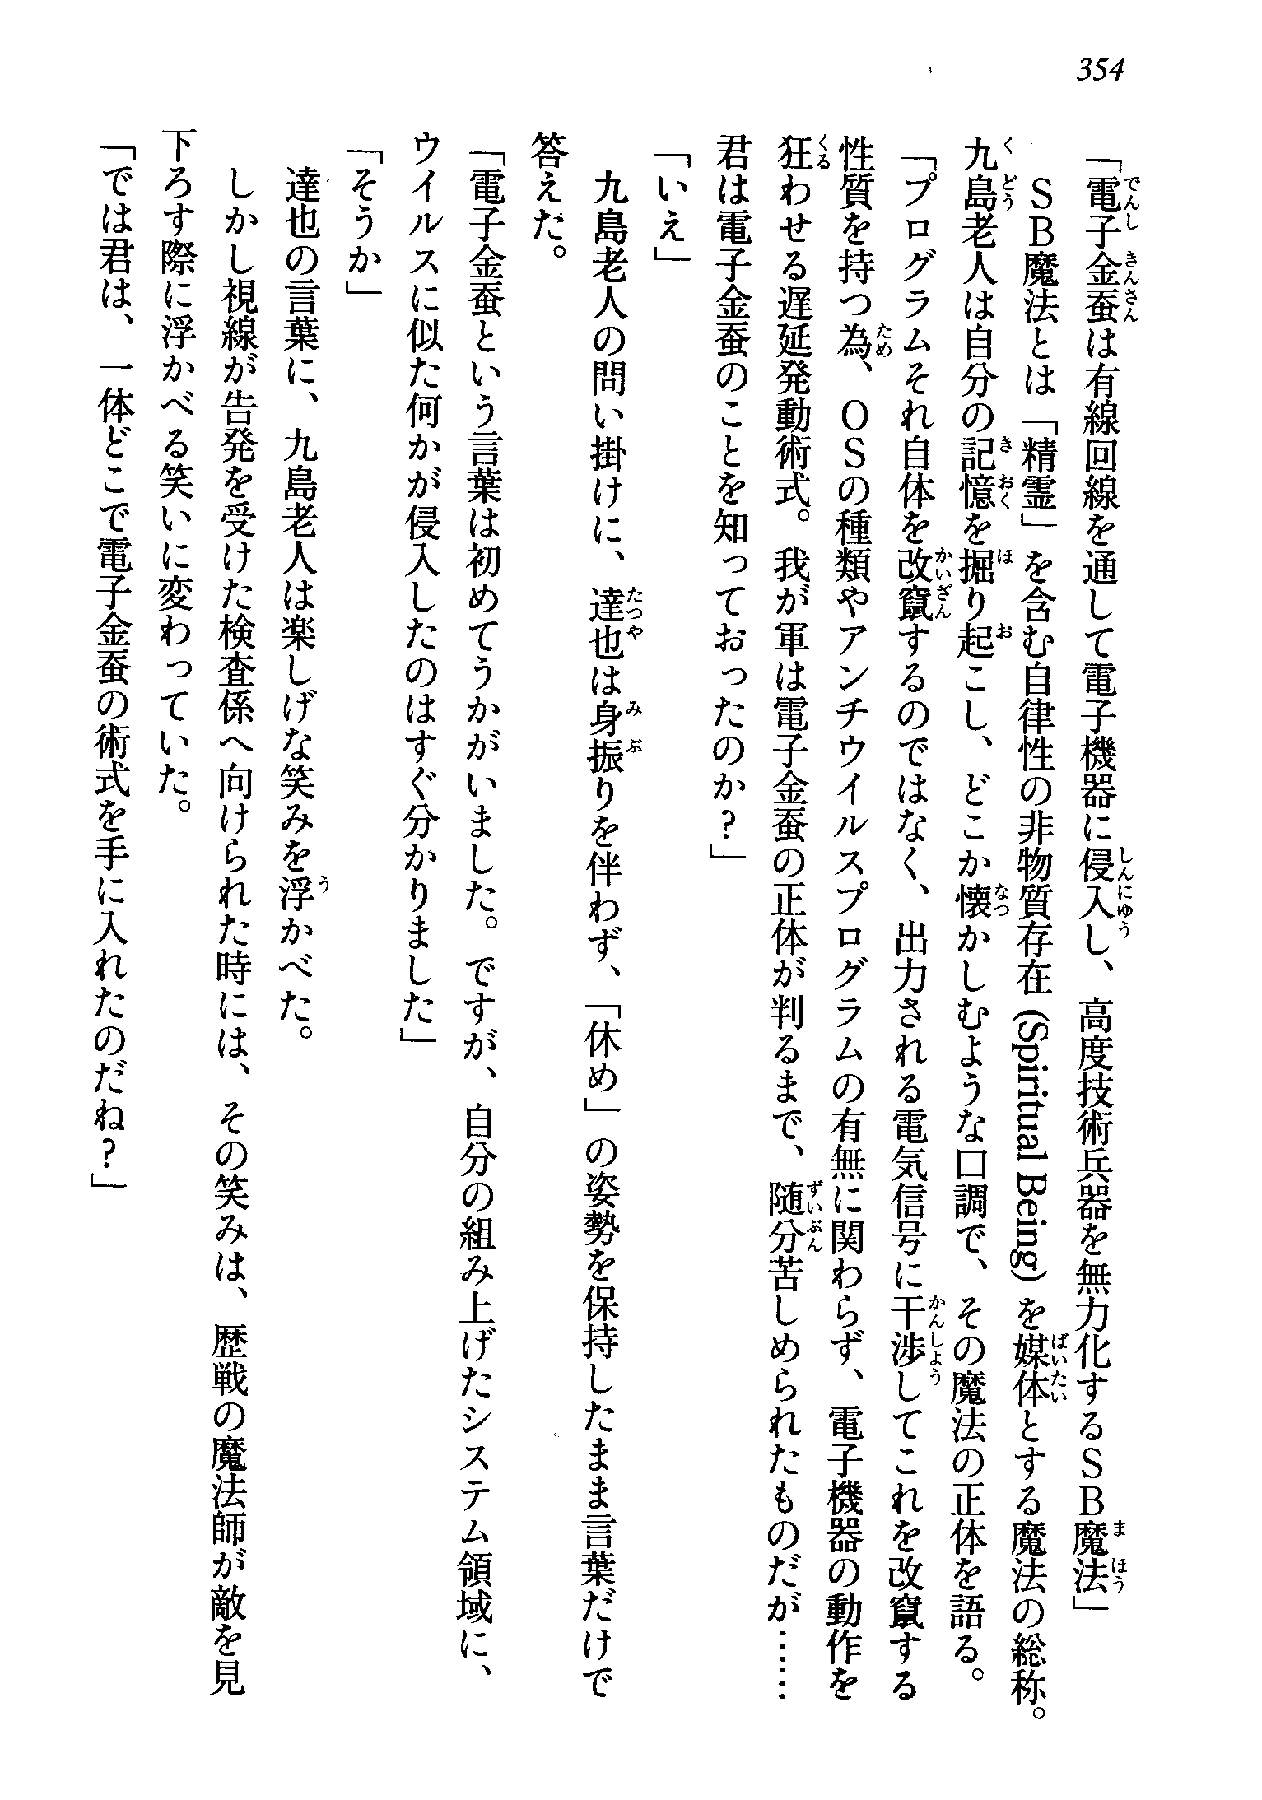 354
「電子金蚕は有線回線を通して電子機器に侵入し、高度技術兵器を無力化するSB魔法」
SB魔法とは「精霊」を含む自律性の非物質存在(Spiritual Being)を媒体とする魔法の総称。
九島老人は自分の記憶を掘り起こし、どこか懐かしむような口調で、その魔法の正体を語る。
「プログラムそれ自体を改竄するのではなく、出力される電気信号に干渉してこれを改竄する
性質を持つ為、OSの種類やアンチウイルスプログラムの有無に関わらず、電子機器の動作を
狂わせる遅延発動術式。我が軍は電子金蚕の正体が判るまで、随分苦しめられたものだが……
君は電子金蚕のことを知っておったのか?」
「いえ」
九島老人の問い掛けに、達也は身振りを伴わず、「休め」の姿勢を保持したまま言葉だけで
答えた。
「電子金蚕という言葉は初めてうかがいました。ですが、自分の組み上げたシステム領域に、
ウイルスに似た何かが侵入したのはすぐ分かりました」
「そうか」
達也の言葉に、九島老人は楽しげな笑みを浮かべた。
しかし視線が告発を受けた検査係へ向けられた時には、その笑みは、歴戦の魔法師が敵を見
下ろす際に浮かべる笑いに変わっていた。
「では君は、一体どこで電子金蚕の術式を手に入れたのだね?」